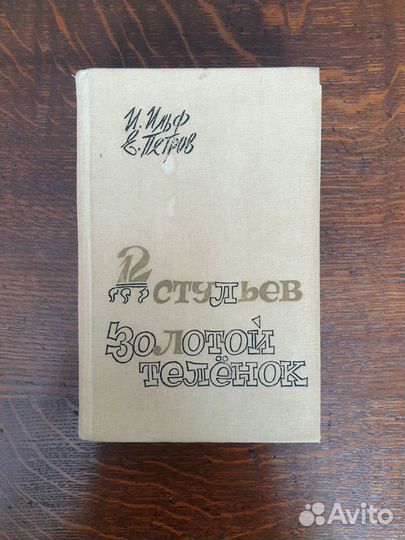 И. Ильф
Е. Петров
12 стульев
Золотой
телёнок
Avito